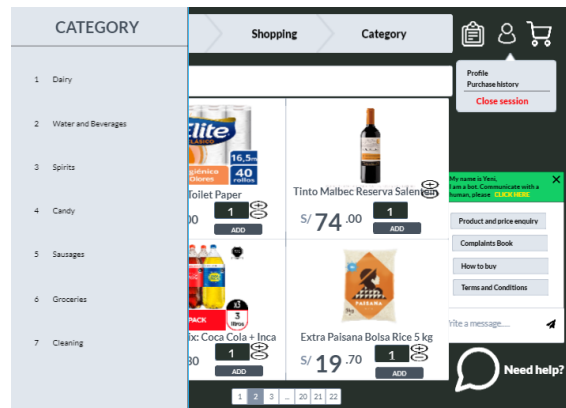 CATEGORY
Shopping
Category
Profile
Purchase history
Close session
1 Dairy
2 Water and Beverages
3 Spirits
4 Candy
5 Sausages
6 Groceries
7 Cleaning
Elite
CLÁSICO
16,5m
40
rollos
Toilet Paper
1
ADD
Tinto Malbec Reserva Salentein
S/ 74 .00
1
ADD
PACK
x3
3
litros
ix: Coca Cola + Inca
1
ADD
PAISANA
5kg
Extra Paisana Bolsa Rice 5 kg
S/ 19 .70
1
ADD
1 2 3 ... 20 21 22
My name is Yeni,
I am a bot. Communicate with a
human, please CLICK HERE
X
Product and price enquiry
Complaints Book
How to buy
Terms and Conditions
rite a message.....
Need help?